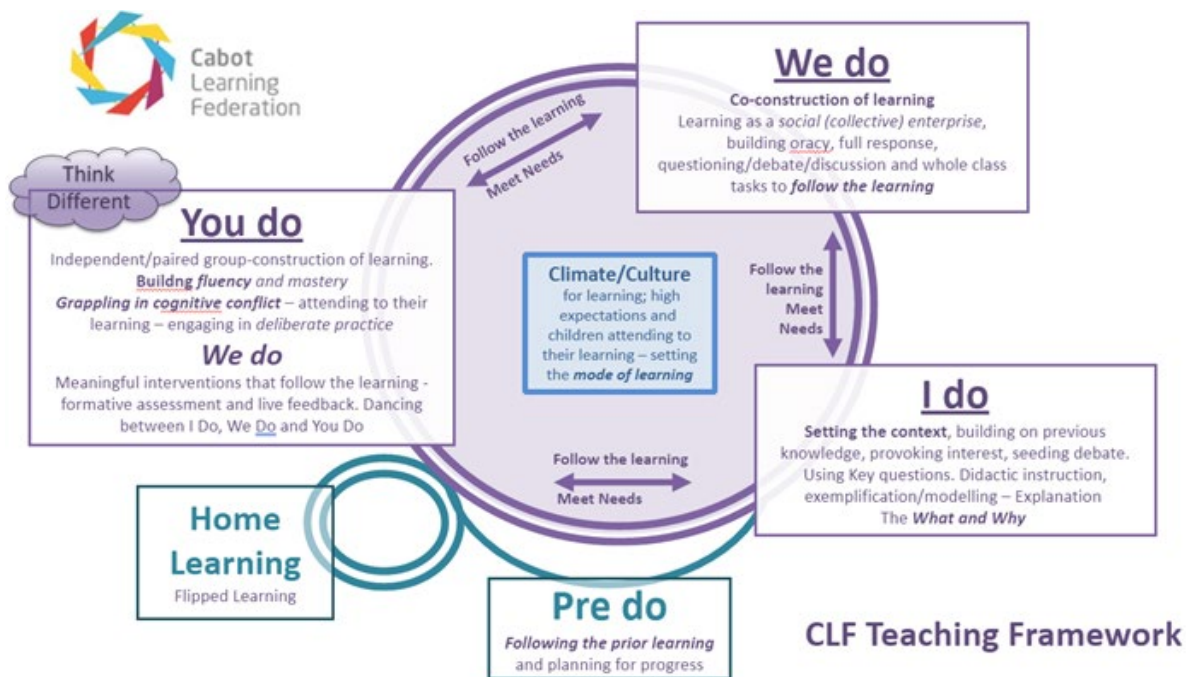 Cabot
Learning
Federation
Think
Different
You do
Independent/paired group-construction of learning.
Buildng fluency and mastery
Grappling in cognitive conflict – attending to their
learning – engaging in deliberate practice
We do
Meaningful interventions that follow the learning -
formative assessment and live feedback. Dancing
between I Do, We Do and You Do
Follow the learning
Meet Needs
We do
Co-construction of learning
Learning as a social (collective) enterprise,
building oracy, full response,
questioning/debate/discussion and whole class
tasks to follow the learning
Climate/Culture
for learning; high
expectations and
children attending to
their learning – setting
the mode of learning
Follow the
learning
Meet
Needs
I do
Setting the context, building on previous
knowledge, provoking interest, seeding debate.
Using Key questions. Didactic instruction,
exemplification/modelling – Explanation
The What and Why
Follow the learning
Meet Needs
Home
Learning
Flipped Learning
Pre do
Following the prior learning
and planning for progress
CLF Teaching Framework